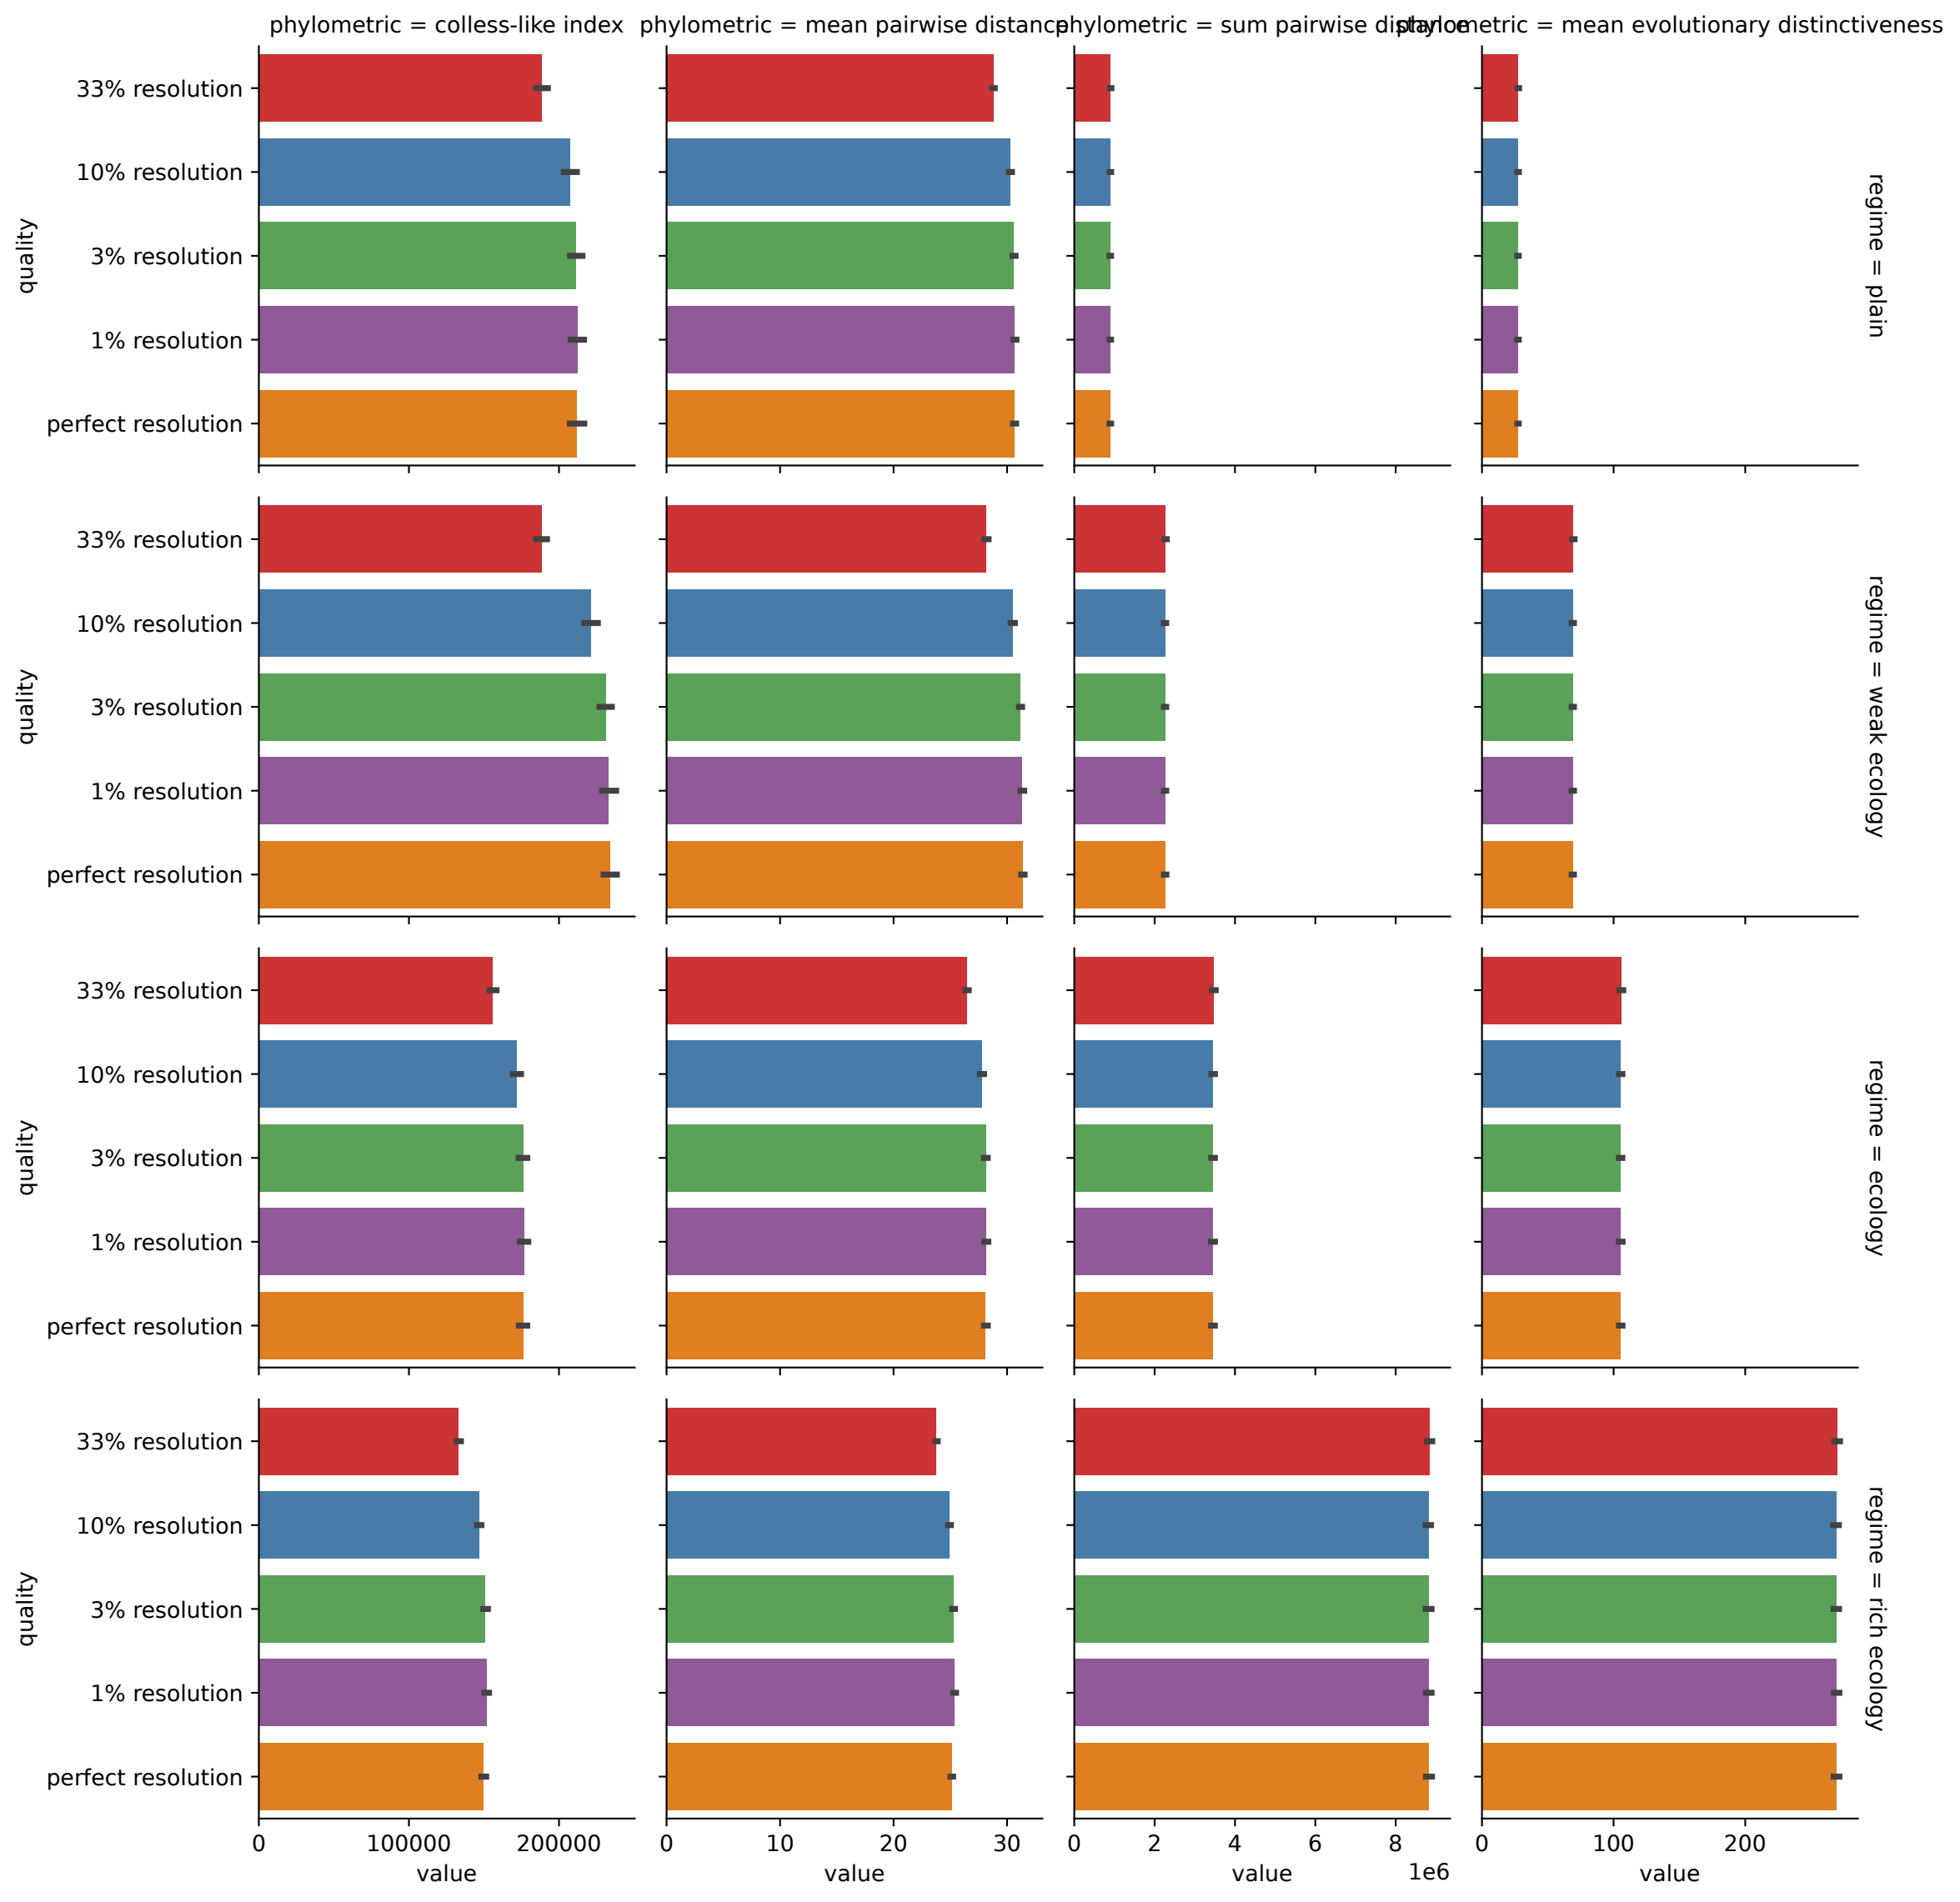 phylometric = colless-like index
phylometric = mean pairwise distance
phylometric = sum pairwise distance
phylometric = mean evolutionary distinctiveness
quality
33% resolution
10% resolution
3% resolution
1% resolution
perfect resolution
regime = plain
quality
33% resolution
10% resolution
3% resolution
1% resolution
perfect resolution
regime = weak ecology
quality
33% resolution
10% resolution
3% resolution
1% resolution
perfect resolution
regime = ecology
quality
33% resolution
10% resolution
3% resolution
1% resolution
perfect resolution
regime = rich ecology
0 100000 200000
value
0 10 20 30
value
0 2 4 6 8
1e6
value
0 100 200
value